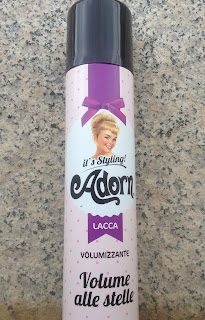 it's Styling!
Adorn
LACCA
VOLUMIZZANTE
Volume
alle stelle